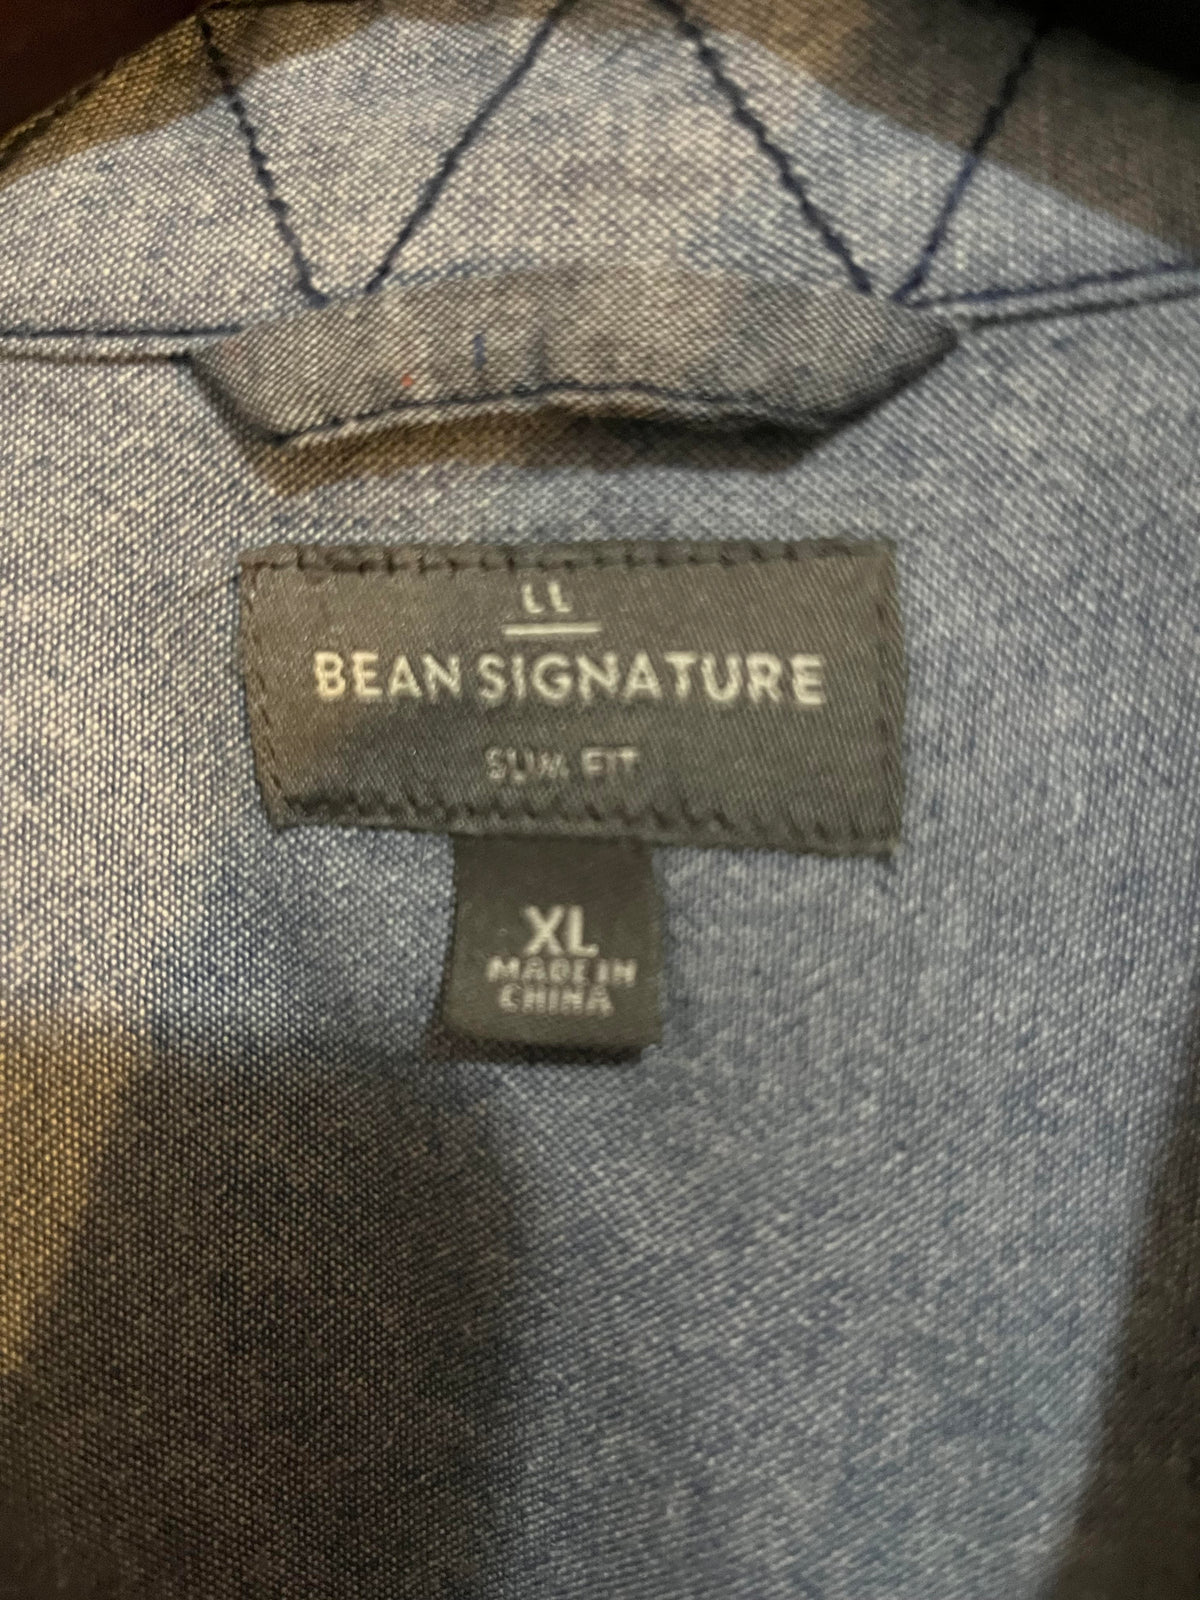 LL
BEAN SIGNATURE
SLIM FIT
XL
MADE IN
CHINA